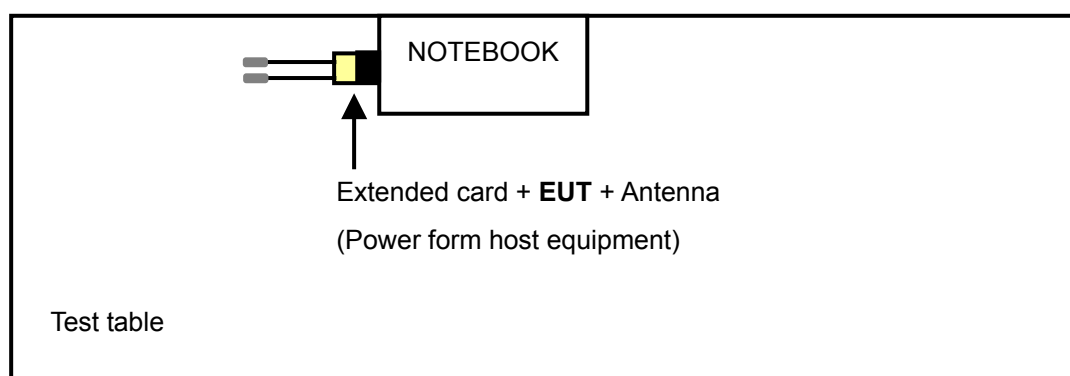 NOTEBOOK
Extended card + EUT + Antenna
(Power form host equipment)
Test table